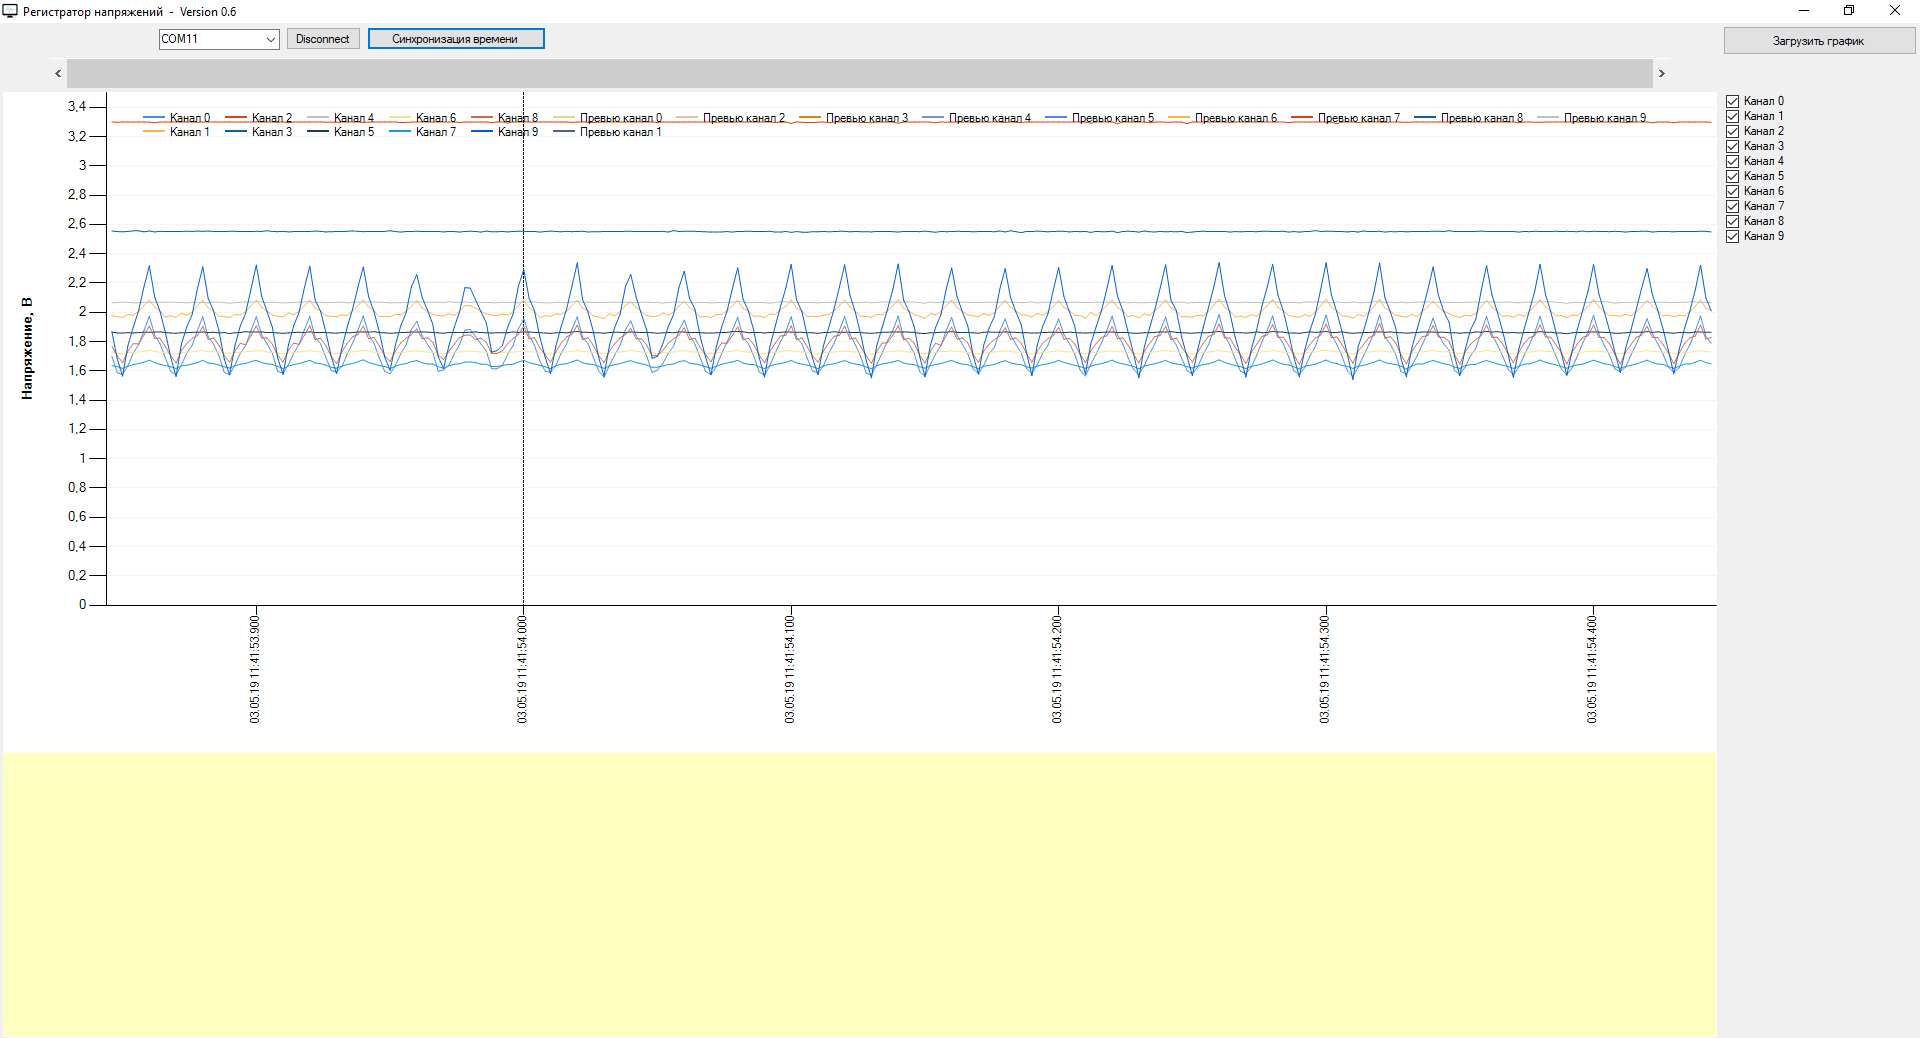 Регистратор напряжений - Version 0.6
COM11 Disconnect Синхронизация времени Загрузить график
Канал 0 Канал 2 Канал 4 Канал 6 Канал 8 Превью канал 0 Превью канал 2 Превью канал 3 Превью канал 4 Превью канал 5 Превью канал 6 Превью канал 7 Превью канал 8 Превью канал 9
Канал 1 Канал 3 Канал 5 Канал 7 Канал 9 Превью канал 1
Напряжение, В
3,4
3,2
3
2,8
2,6
2,4
2,2
2
1,8
1,6
1,4
1,2
1
0,8
0,6
0,4
0,2
0
03.05.19 11:41:53.900
03.05.19 11:41:54.000
03.05.19 11:41:54.100
03.05.19 11:41:54.200
03.05.19 11:41:54.300
03.05.19 11:41:54.400
Канал 0
Канал 1
Канал 2
Канал 3
Канал 4
Канал 5
Канал 6
Канал 7
Канал 8
Канал 9